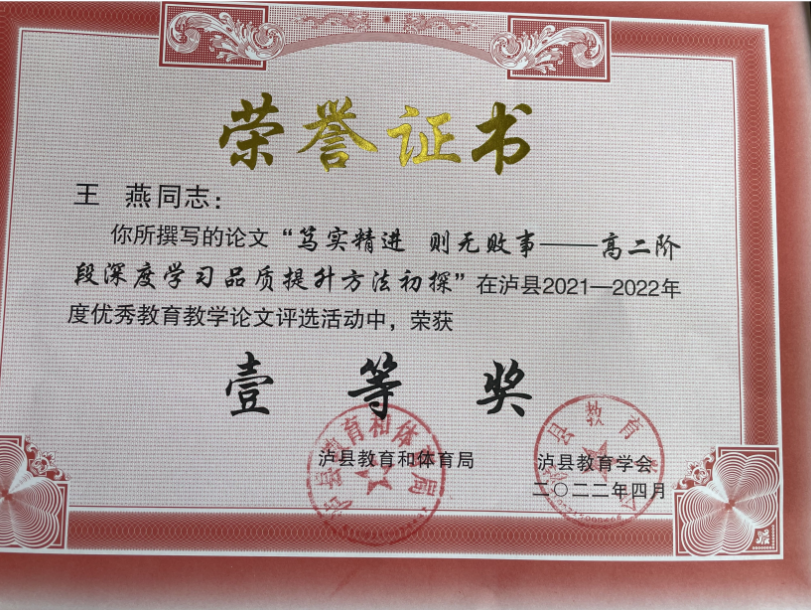 荣誉证书
王 燕同志：
你所撰写的论文“笃实精进 则无败事——高二阶
段深度学习品质提升方法初探”在泸县2021—2022年
度优秀教育教学论文评选活动中，荣获
壹等奖
泸县教育和体育局
泸县教育学会
二〇二二年四月